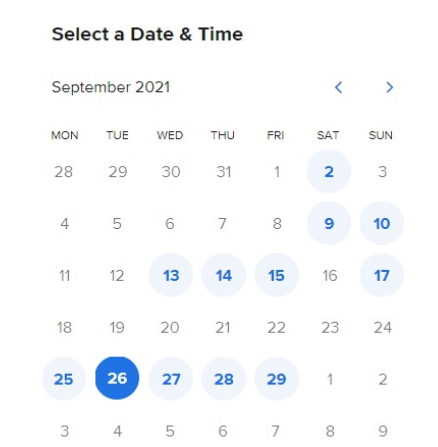 Select a Date & Time
September 2021
MON TUE WED THU FRI SAT SUN
28 29 30 31 1 2 3
4 5 6 7 8 9 10
11 12 13 14 15 16 17
18 19 20 21 22 23 24
25 26 27 28 29 1 2
3 4 5 6 7 8 9